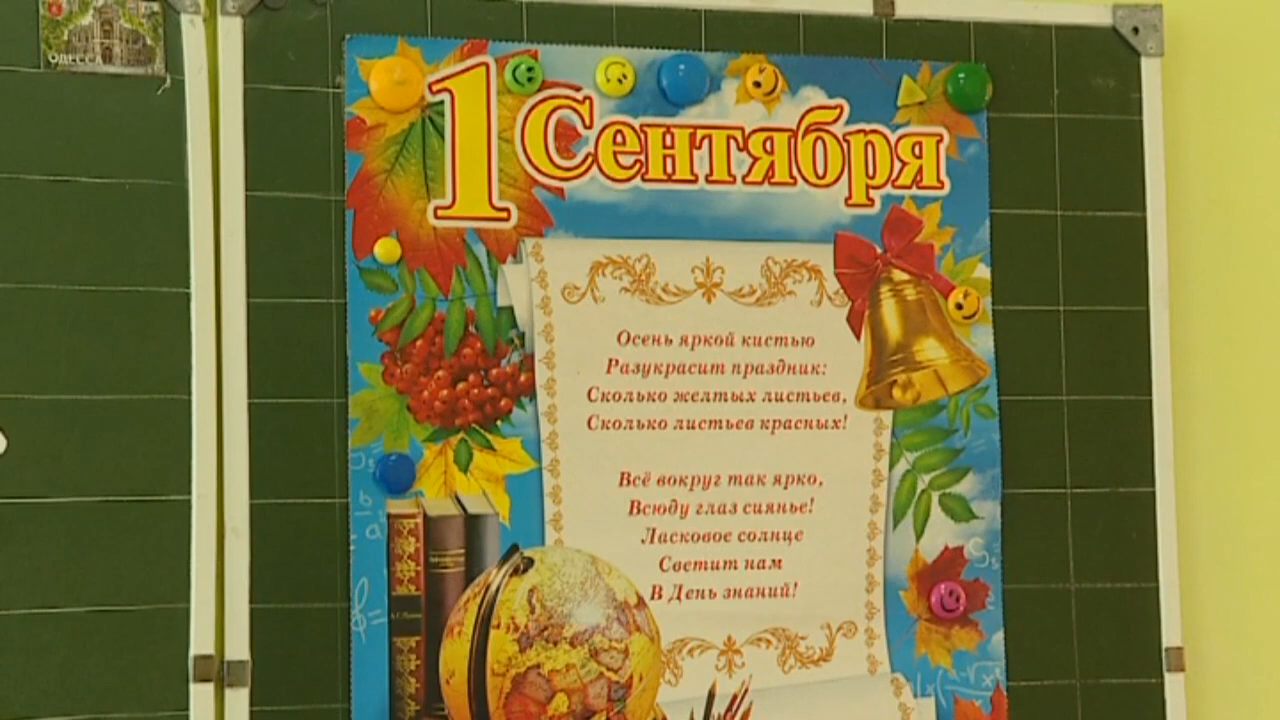 ОДЕССА
1 Сентября
Осень яркой кистью
Разукрасит праздник:
Сколько желтых листьев,
Сколько листьев красных!
Всё вокруг так ярко,
Всюду глаз сиянье!
Ласковое солнце
Светит нам
В День знаний!